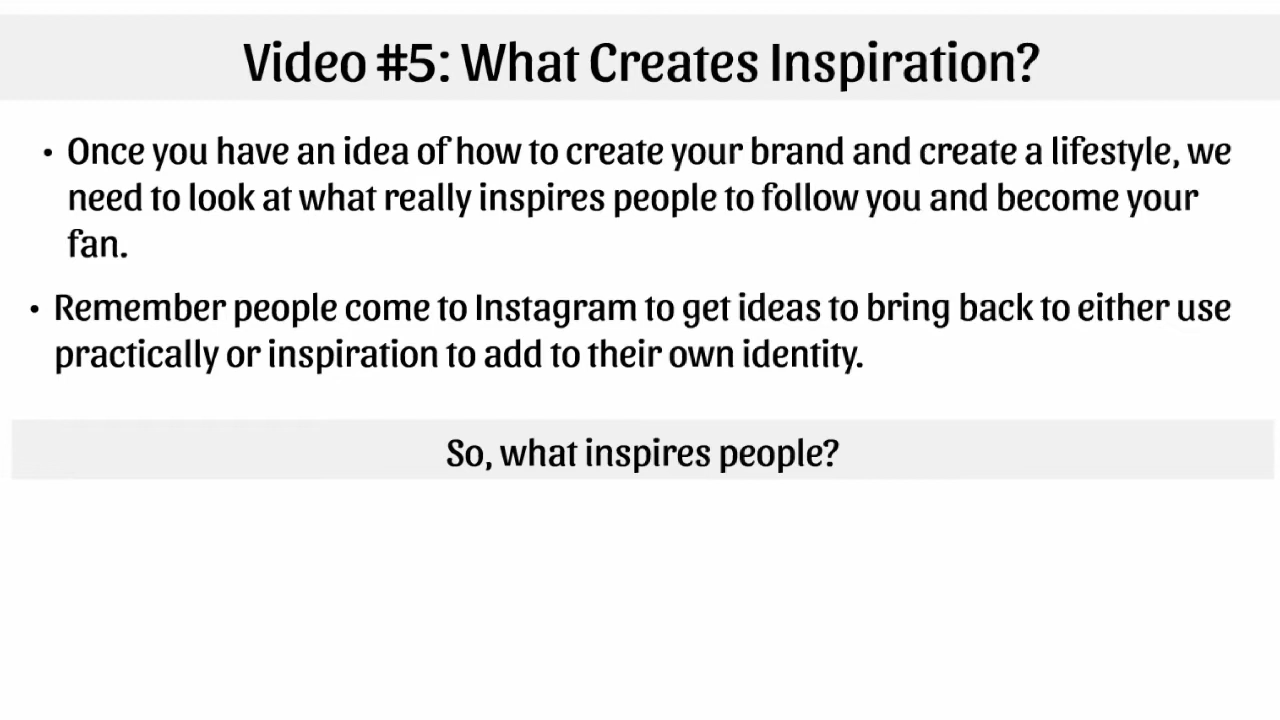 Video #5: What Creates Inspiration?
• Once you have an idea of how to create your brand and create a lifestyle, we
need to look at what really inspires people to follow you and become your
fan.
• Remember people come to Instagram to get ideas to bring back to either use
practically or inspiration to add to their own identity.
So, what inspires people?